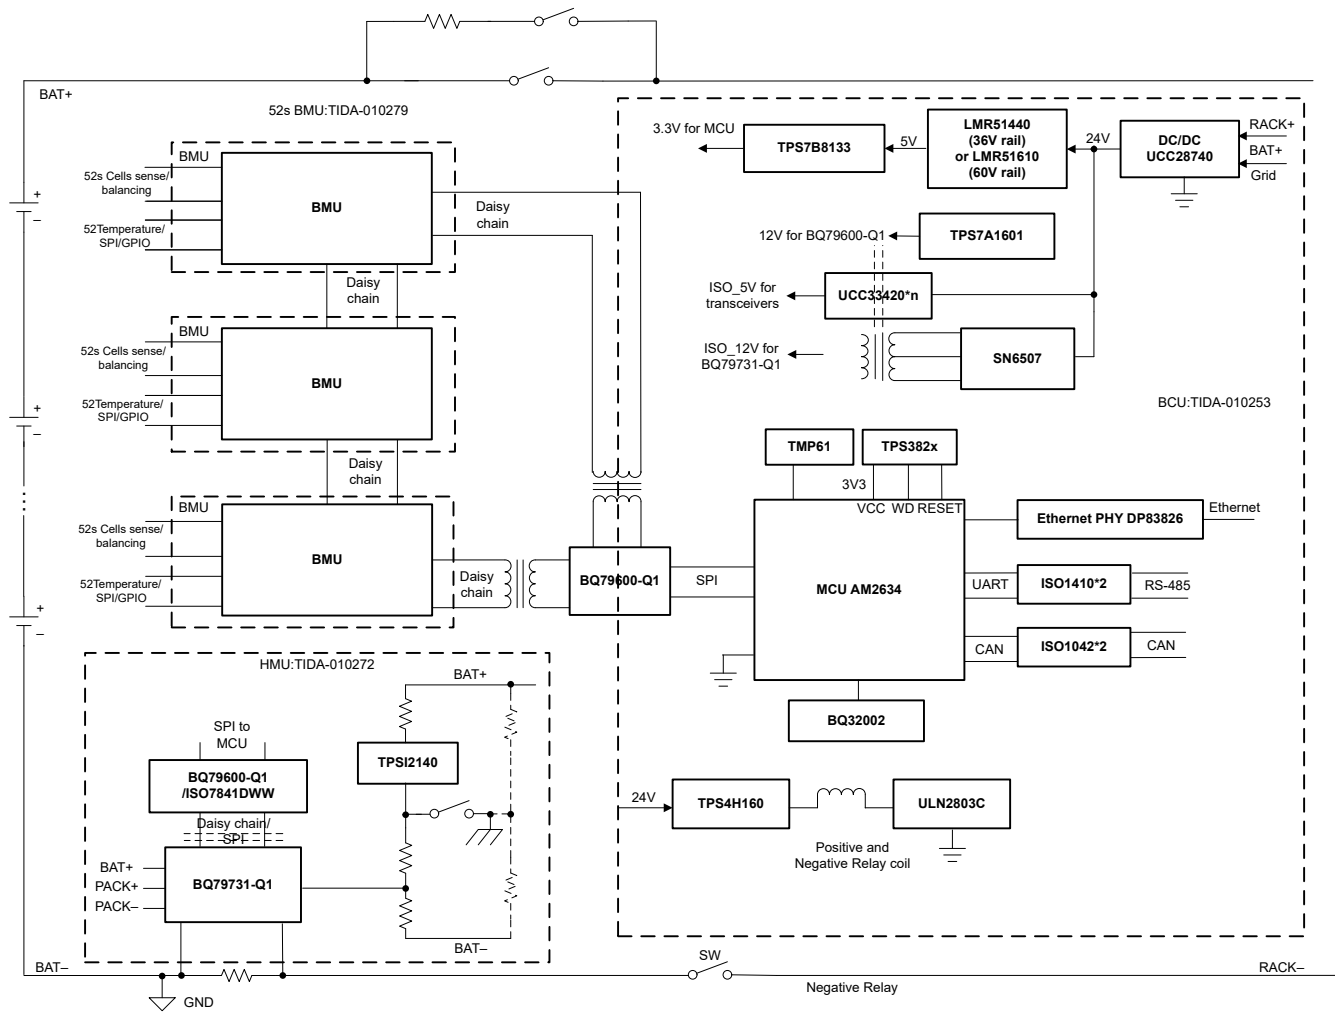 BAT+
52s BMU:TIDA-010279
BMU
52s Cells sense/
balancing
52Temperature/
SPI/GPIO
BMU
Daisy
chain
Daisy
chain
BMU
52s Cells sense/
balancing
52Temperature/
SPI/GPIO
BMU
Daisy
chain
BMU
52s Cells sense/
balancing
52Temperature/
SPI/GPIO
BMU
Daisy
chain
+
–
+
–
+
–
BQ79600-Q1
SPI
3.3V for MCU
TPS7B8133
5V
LMR51440
(36V rail)
or LMR51610
(60V rail)
24V
DC/DC
UCC28740
RACK+
BAT+
Grid
12V for BQ79600-Q1
TPS7A1601
ISO_5V for
transceivers
UCC33420*n
ISO_12V for
BQ79731-Q1
SN6507
BCU:TIDA-010253
TMP61
TPS382x
3V3
VCC WD RESET
MCU AM2634
Ethernet PHY DP83826
Ethernet
UART
ISO1410*2
RS-485
CAN
ISO1042*2
CAN
BQ32002
24V
TPS4H160
ULN2803C
Positive and
Negative Relay coil
HMU:TIDA-010272
BAT+
SPI to
MCU
BQ79600-Q1
/ISO7841DWW
TPSI2140
Daisy chain/
SPI
BAT+
PACK+
PACK–
BQ79731-Q1
BAT–
BAT–
GND
SW
Negative Relay
RACK–